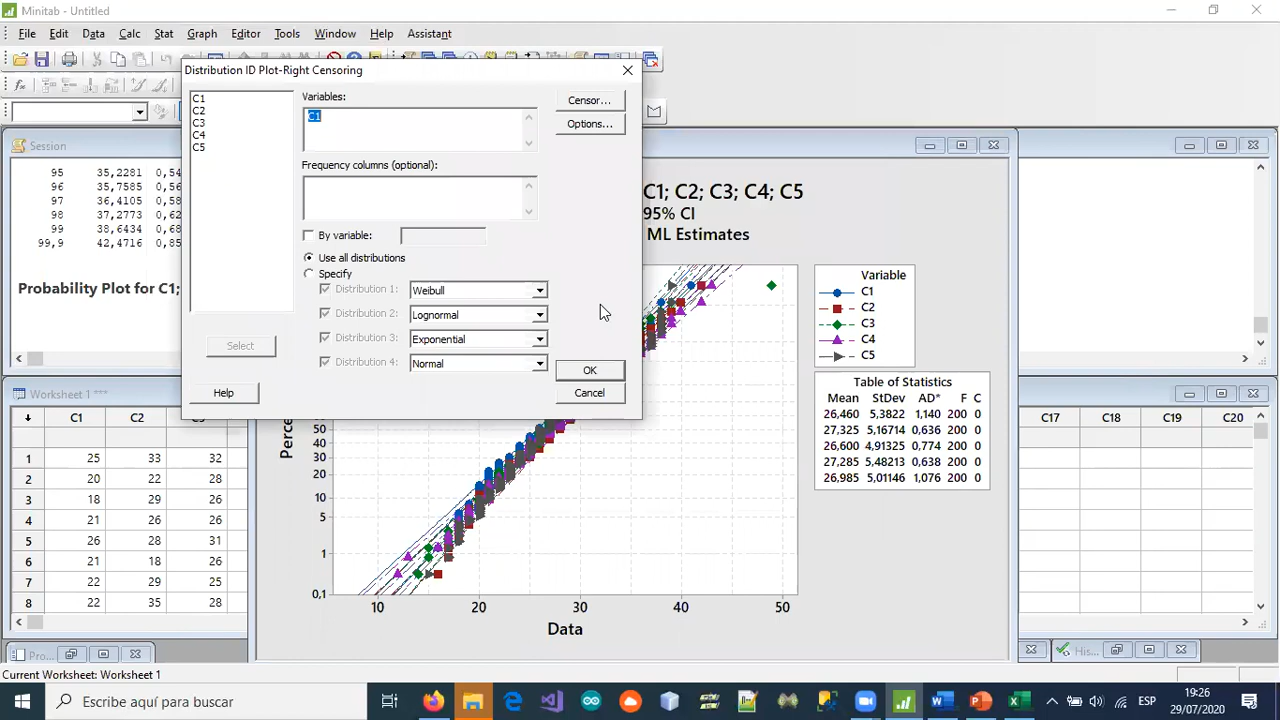 Minitab - Untitled
File Edit Data Calc Stat Graph Editor Tools Window Help Assistant
Distribution ID Plot-Right Censoring
C1
C2
C3
C4
C5
Variables:
C1
Censor...
Options...
Frequency columns (optional):
By variable:
Use all distributions
Specify
Distribution 1: Weibull
Distribution 2: Lognormal
Distribution 3: Exponential
Distribution 4: Normal
Select
Help
OK
Cancel
Session
95 35,2281 0,54
96 35,7585 0,56
97 36,4105 0,58
98 37,2773 0,62
99 38,6434 0,68
99,9 42,4716 0,85
Probability Plot for C1;
C1; C2; C3; C4; C5
95% CI
ML Estimates
Variable
C1
C2
C3
C4
C5
Table of Statistics
Mean StDev AD* F C
26,460 5,3822 1,140 200 0
27,325 5,16714 0,636 200 0
26,600 4,91325 0,774 200 0
27,285 5,48213 0,638 200 0
26,985 5,01146 1,076 200 0
Perce
50
40
30
20
10
5
1
0,1
10 20 30 40 50
Data
Worksheet 1 ***
C1 C2 C3
1 25 33 32
2 20 22 28
3 18 29 26
4 21 26 26
5 26 28 31
6 21 18 26
7 22 29 25
8 22 35 28
C17 C18 C19 C20
Pro...
His...
Current Worksheet: Worksheet 1
Escribe aquí para buscar
ESP
19:26
29/07/2020